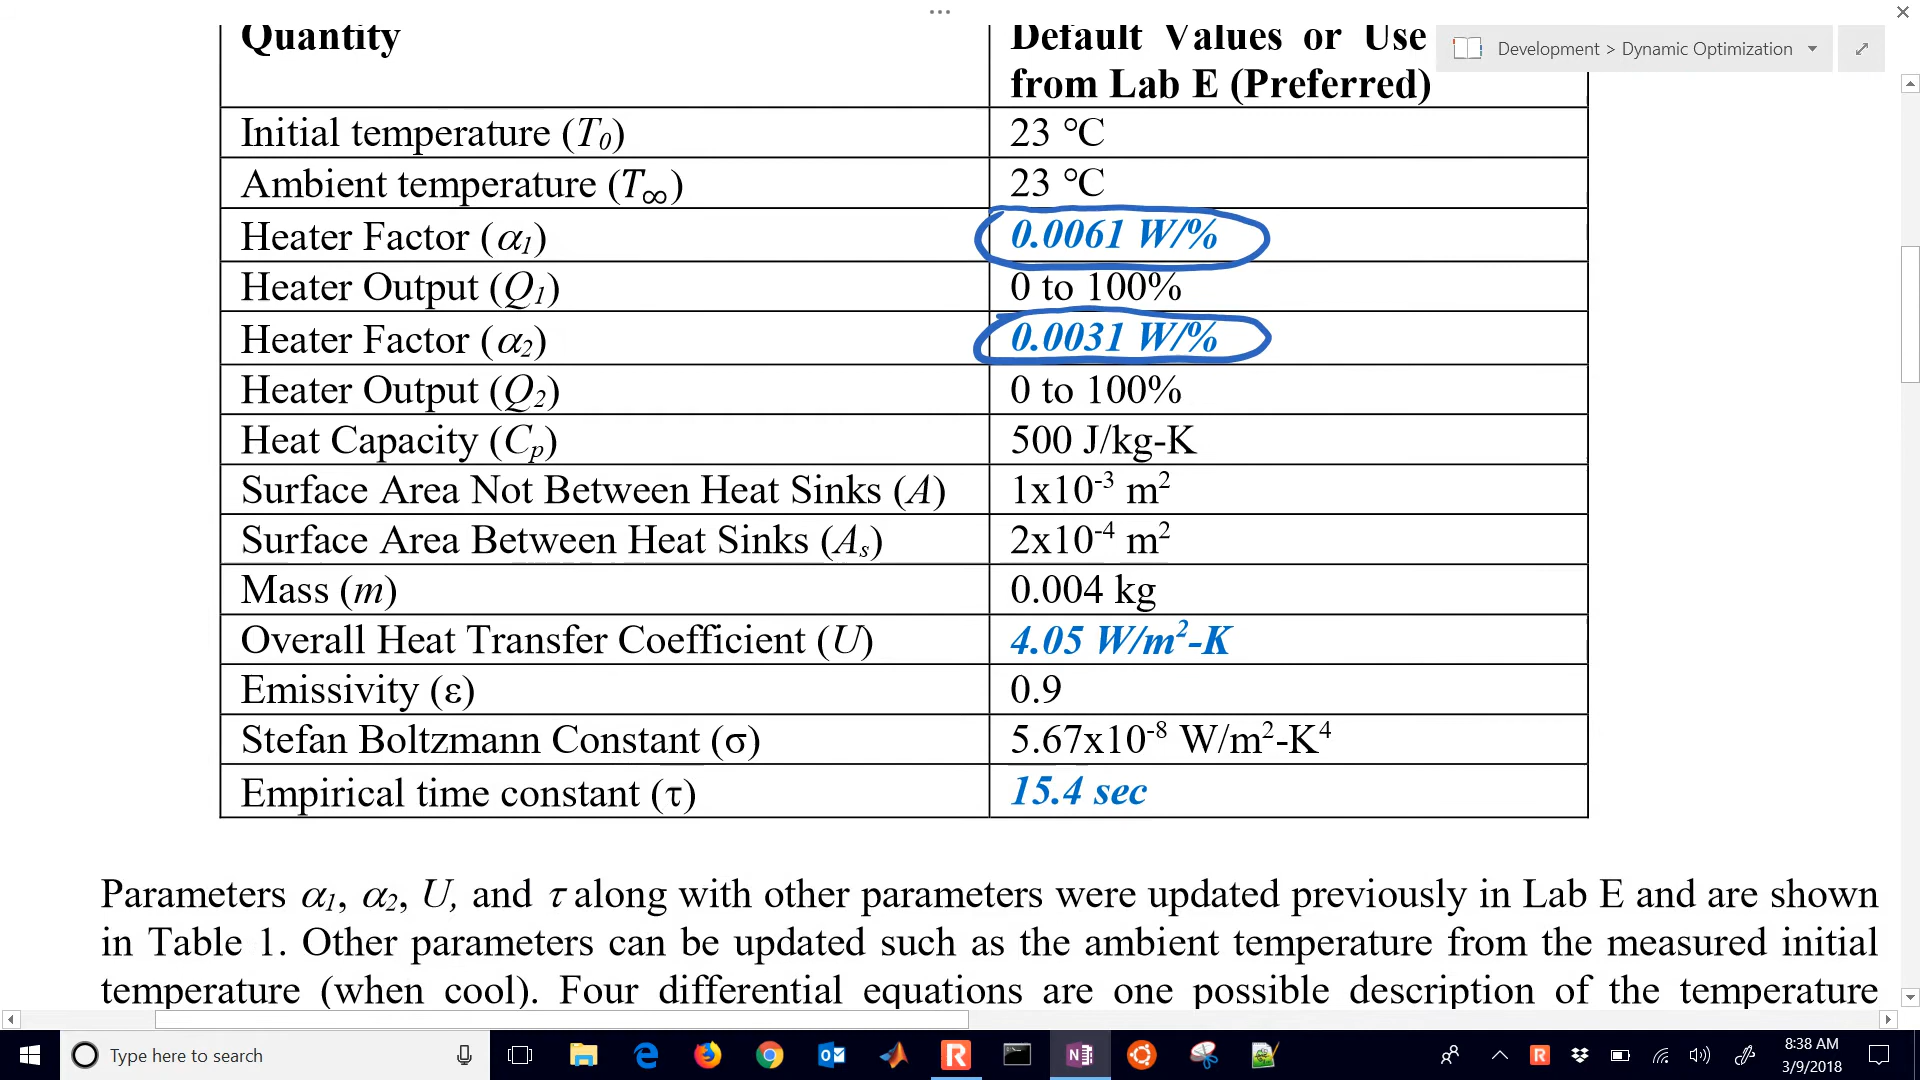 Development > Dynamic Optimization
Quantity
Default Values or Use
from Lab E (Preferred)
Initial temperature (T₀)
23 °C
Ambient temperature (T∞)
23 °C
Heater Factor (α₁)
0.0061 W/%
Heater Output (Q₁)
0 to 100%
Heater Factor (α₂)
0.0031 W/%
Heater Output (Q₂)
0 to 100%
Heat Capacity (Cₚ)
500 J/kg-K
Surface Area Not Between Heat Sinks (A)
1x10⁻³ m²
Surface Area Between Heat Sinks (Aₛ)
2x10⁻⁴ m²
Mass (m)
0.004 kg
Overall Heat Transfer Coefficient (U)
4.05 W/m²-K
Emissivity (ε)
0.9
Stefan Boltzmann Constant (σ)
5.67x10⁻⁸ W/m²-K⁴
Empirical time constant (τ)
15.4 sec
Parameters α₁, α₂, U, and τ along with other parameters were updated previously in Lab E and are shown
in Table 1. Other parameters can be updated such as the ambient temperature from the measured initial
temperature (when cool). Four differential equations are one possible description of the temperature
Type here to search
8:38 AM
3/9/2018